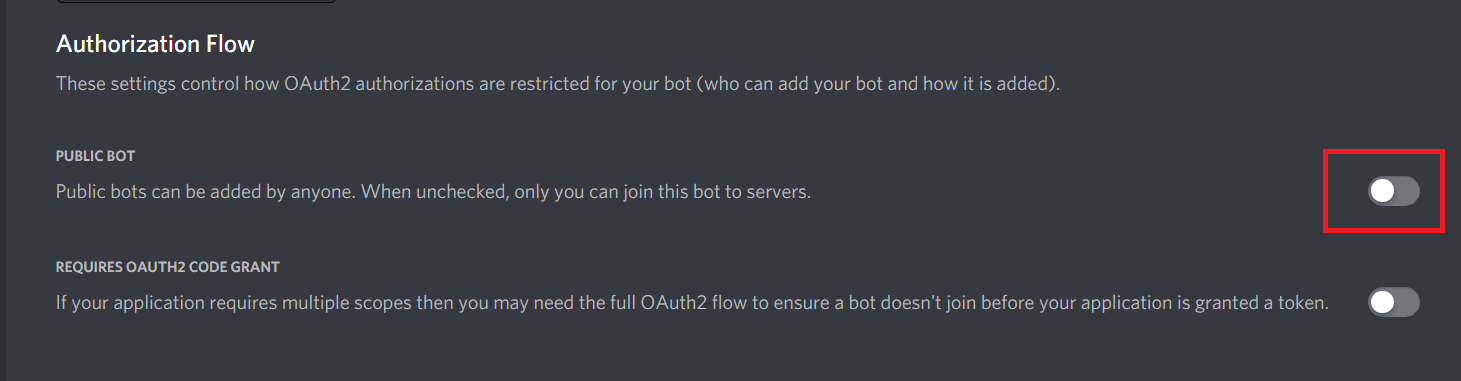 Authorization Flow
These settings control how OAuth2 authorizations are restricted for your bot (who can add your bot and how it is added).
PUBLIC BOT
Public bots can be added by anyone. When unchecked, only you can join this bot to servers.
REQUIRES OAUTH2 CODE GRANT
If your application requires multiple scopes then you may need the full OAuth2 flow to ensure a bot doesn't join before your application is granted a token.